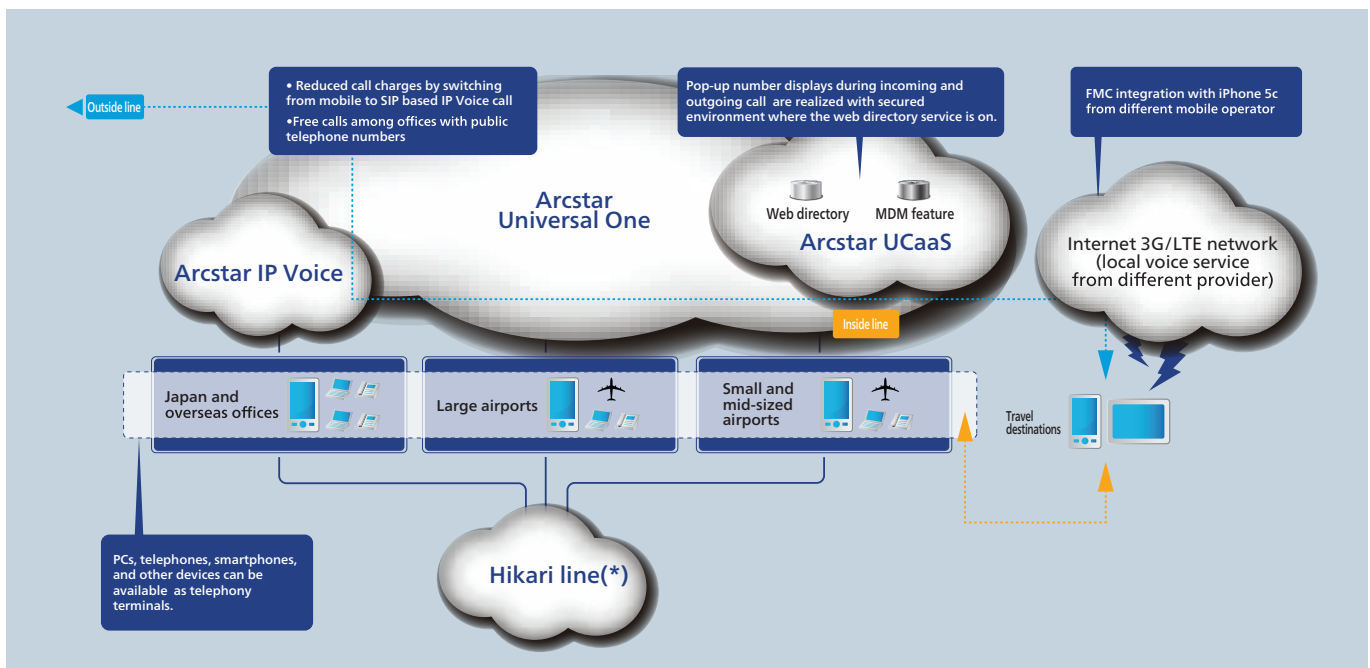 • Reduced call charges by switching
from mobile to SIP based IP Voice call
•Free calls among offices with public
telephone numbers
Pop-up number displays during incoming and
outgoing call are realized with secured
environment where the web directory service is on.
FMC integration with iPhone 5c
from different mobile operator
Outside line
Arcstar
Universal One
Web directory
MDM feature
Arcstar UCaaS
Arcstar IP Voice
Internet 3G/LTE network
(local voice service
from different provider)
Inside line
Japan and
overseas offices
Large airports
Small and
mid-sized
airports
Travel
destinations
PCs, telephones, smartphones,
and other devices can be
available as telephony
terminals.
Hikari line(*)